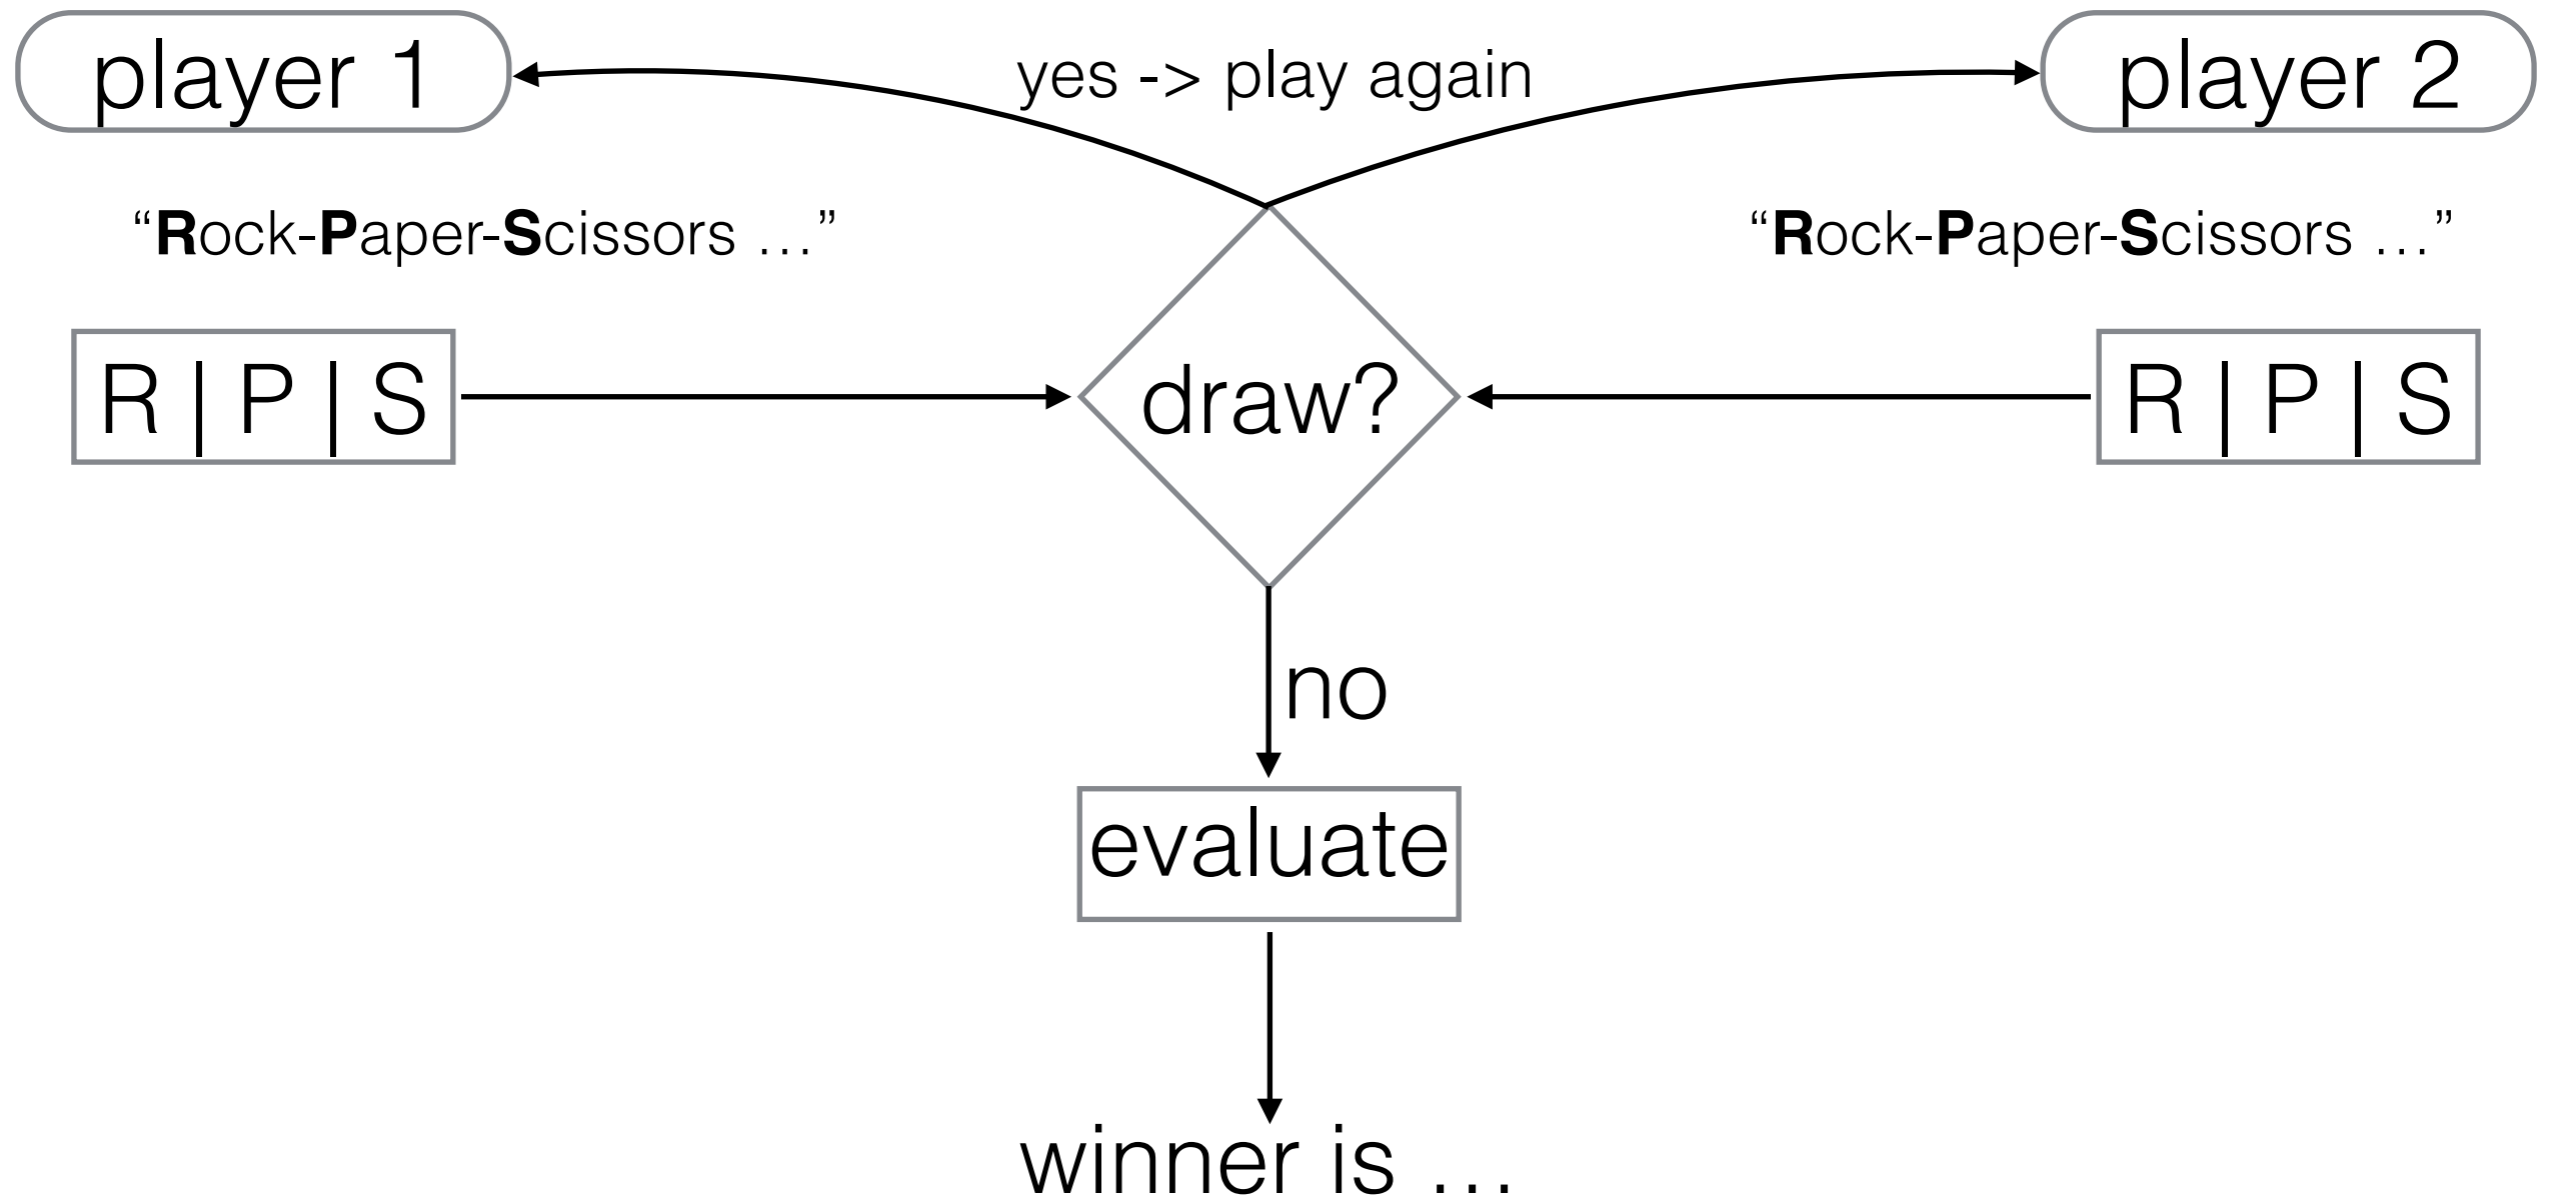 player 1
yes -> play again
player 2
“Rock-Paper-Scissors …”
“Rock-Paper-Scissors …”
R | P | S
draw?
R | P | S
no
evaluate
winner is …